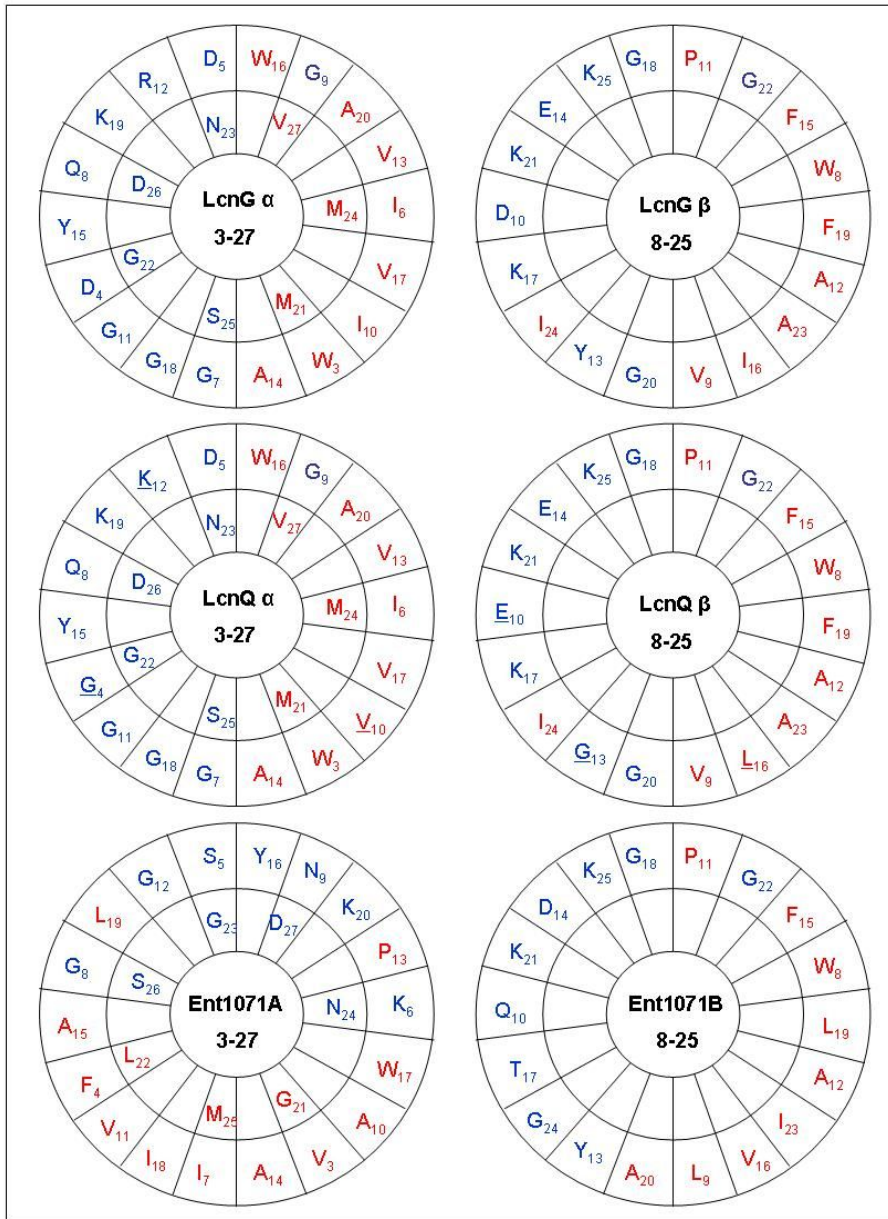 D5 W16 G9 A20 V13 I6 V17 I10 W3 A14 G7 G18 G11 D4 Y15 Q8 K19 R12
N23 V27 M24 M21 S25 G22 D26
LcnG α
3-27
G18 P11 G22 F15 W8 F19 A12 A23 I16 V9 G20 Y13 I24 K17 D10 K21 E14 K25
LcnG β
8-25
D5 W16 G9 A20 V13 I6 V17 V10 W3 A14 G7 G18 G11 G4 Y15 Q8 K19 K12
N23 V27 M24 M21 S25 G22 D26
LcnQ α
3-27
G18 P11 G22 F15 W8 F19 A12 A23 L16 V9 G20 G13 I24 K17 E10 K21 E14 K25
LcnQ β
8-25
S5 Y16 N9 K20 P13 K6 W17 A10 V3 A14 I7 I18 V11 F4 A15 G8 L19 G12
G23 D27 N24 G21 M25 L22 S26
Ent1071A
3-27
G18 P11 G22 F15 W8 L19 A12 I23 V16 L9 A20 Y13 G24 T17 Q10 K21 D14 K25
Ent1071B
8-25